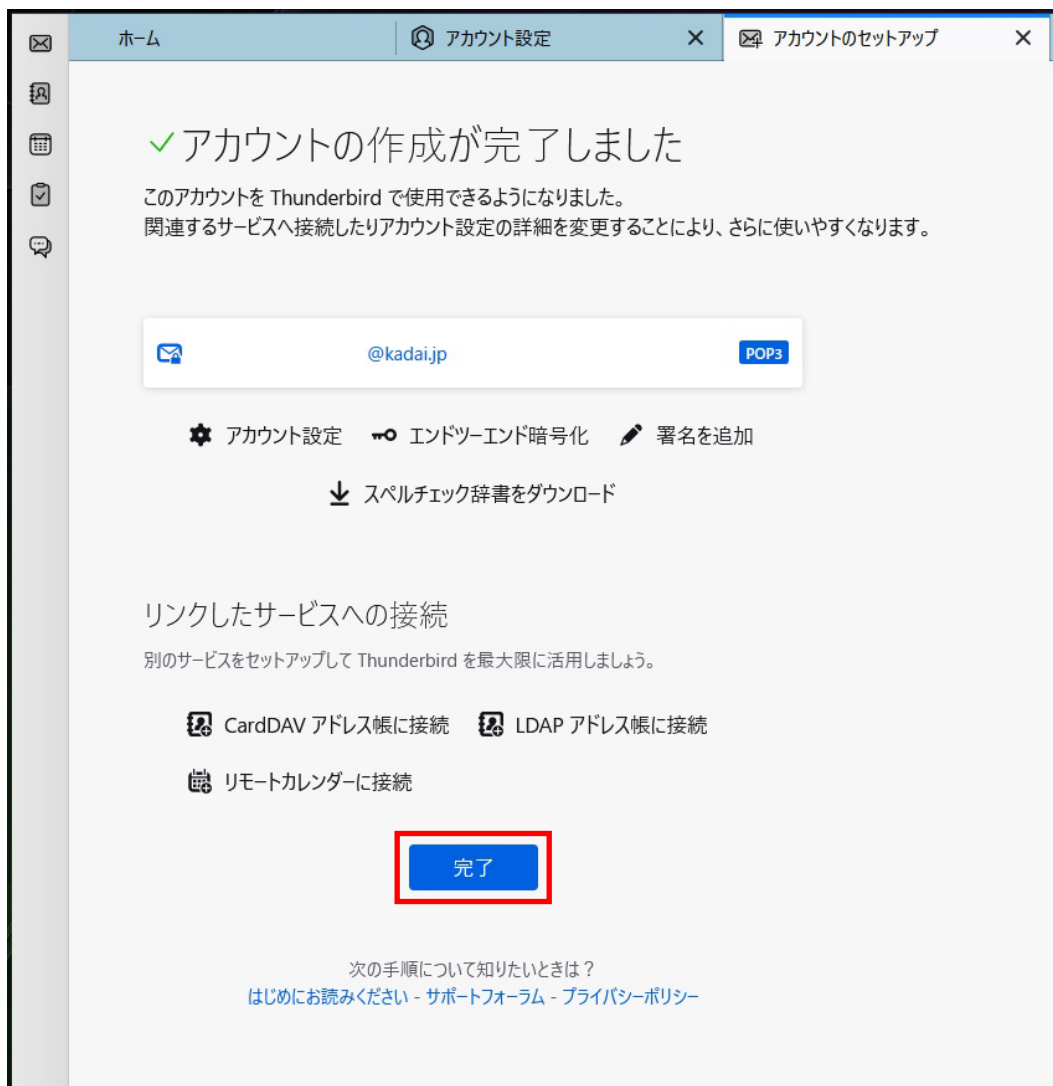 ホーム
アカウント設定
アカウントのセットアップ
アカウントの作成が完了しました
このアカウントを Thunderbird で使用できるようになりました。
関連するサービスへ接続したりアカウント設定の詳細を変更することにより、さらに使いやすくなります。
@kadai.jp
POP3
アカウント設定 エンドツーエンド暗号化 署名を追加
スペルチェック辞書をダウンロード
リンクしたサービスへの接続
別のサービスをセットアップして Thunderbird を最大限に活用しましょう。
CardDAV アドレス帳に接続 LDAP アドレス帳に接続
リモートカレンダーに接続
完了
次の手順について知りたいときは？
はじめにお読みください - サポートフォーラム - プライバシーポリシー